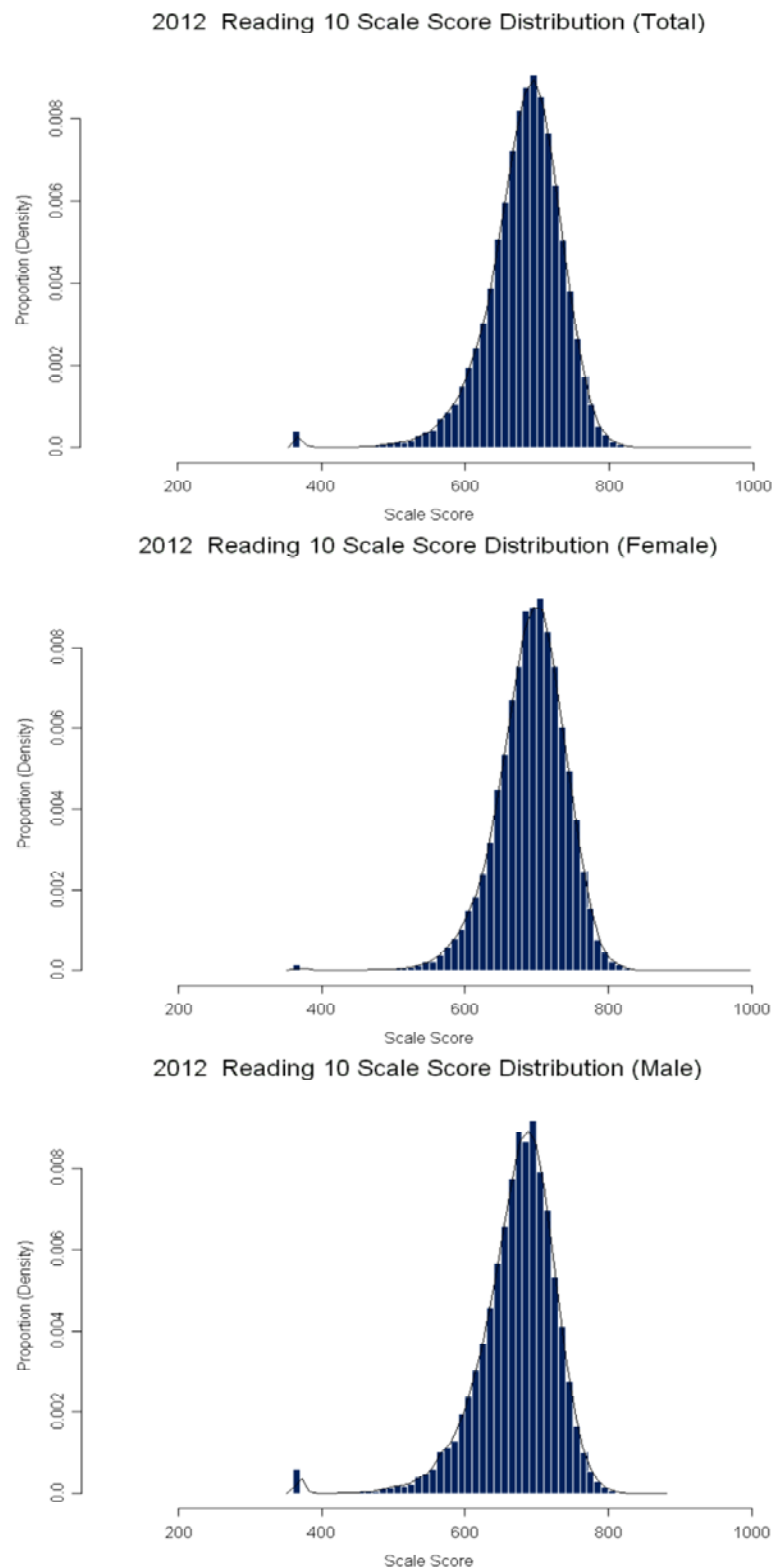 2012 Reading 10 Scale Score Distribution (Total)
Proportion (Density)
0.008
0.006
0.004
0.002
0.0
200 400 600 800 1000
Scale Score
2012 Reading 10 Scale Score Distribution (Female)
Proportion (Density)
0.008
0.006
0.004
0.002
0.0
200 400 600 800 1000
Scale Score
2012 Reading 10 Scale Score Distribution (Male)
Proportion (Density)
0.008
0.006
0.004
0.002
0.0
200 400 600 800 1000
Scale Score